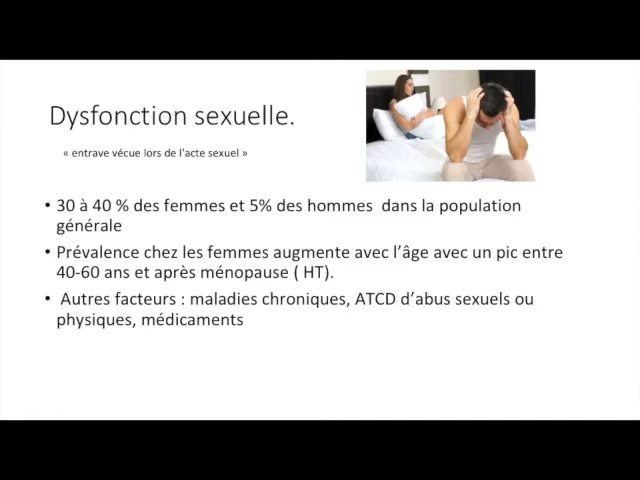 Dysfonction sexuelle.
« entrave vécue lors de l'acte sexuel »
• 30 à 40 % des femmes et 5% des hommes dans la population
générale
• Prévalence chez les femmes augmente avec l’âge avec un pic entre
40-60 ans et après ménopause ( HT).
• Autres facteurs : maladies chroniques, ATCD d’abus sexuels ou
physiques, médicaments